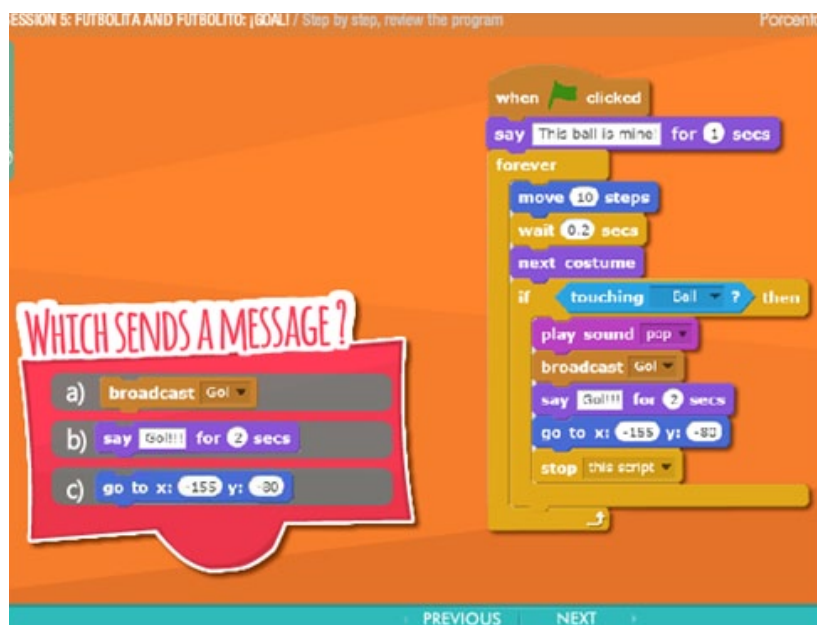 ESSION 5: FUTBOLITA AND FUTBOLITO: ¡GOAL! / Step by step, review the program
Porcenta
when clicked
say This ball is mine! for 1 secs
forever
move 10 steps
wait 0.2 secs
next costume
if touching Ball ? then
play sound pop
broadcast Gol
say Gol!!! for 2 secs
go to x: -155 y: -80
stop this script
WHICH SENDS A MESSAGE?
a) broadcast Gol
b) say Gol!!! for 2 secs
c) go to x: -155 y: -80
PREVIOUS NEXT